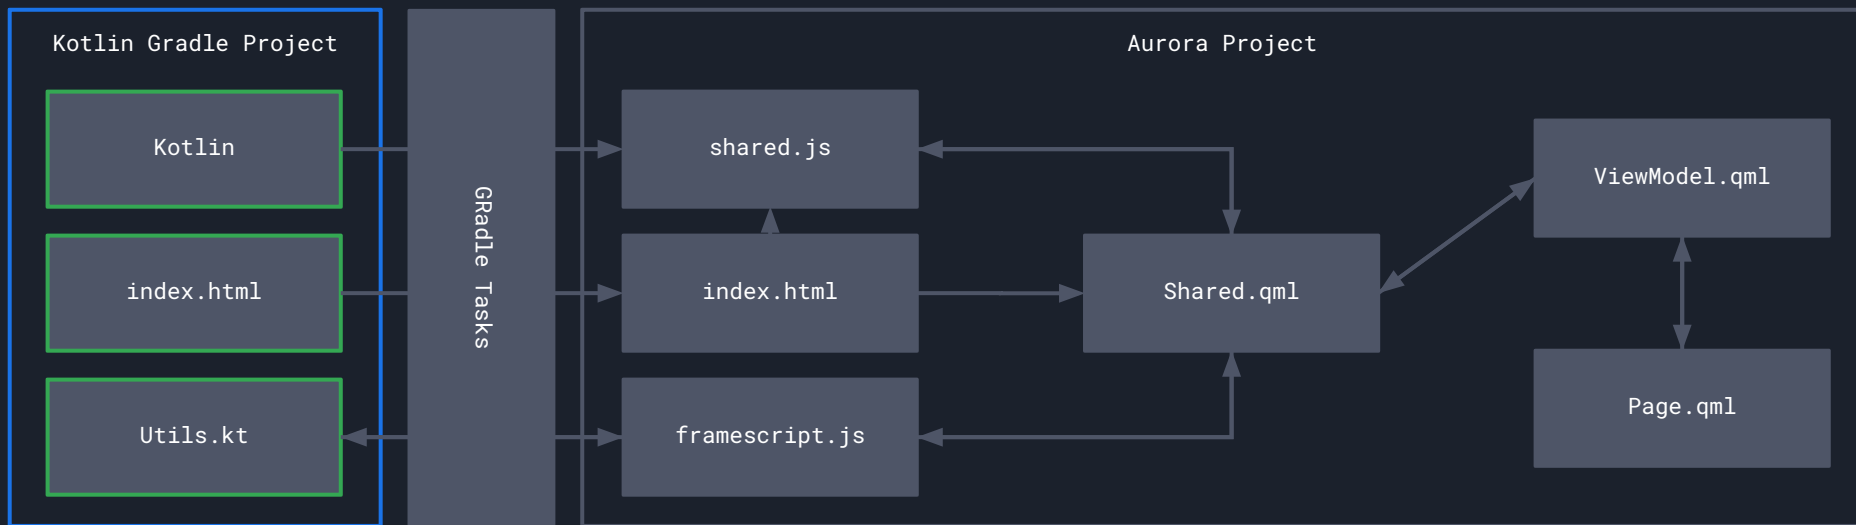 Kotlin Gradle Project
Kotlin
index.html
Utils.kt
GRadle Tasks
Aurora Project
shared.js
index.html
framescript.js
Shared.qml
ViewModel.qml
Page.qml